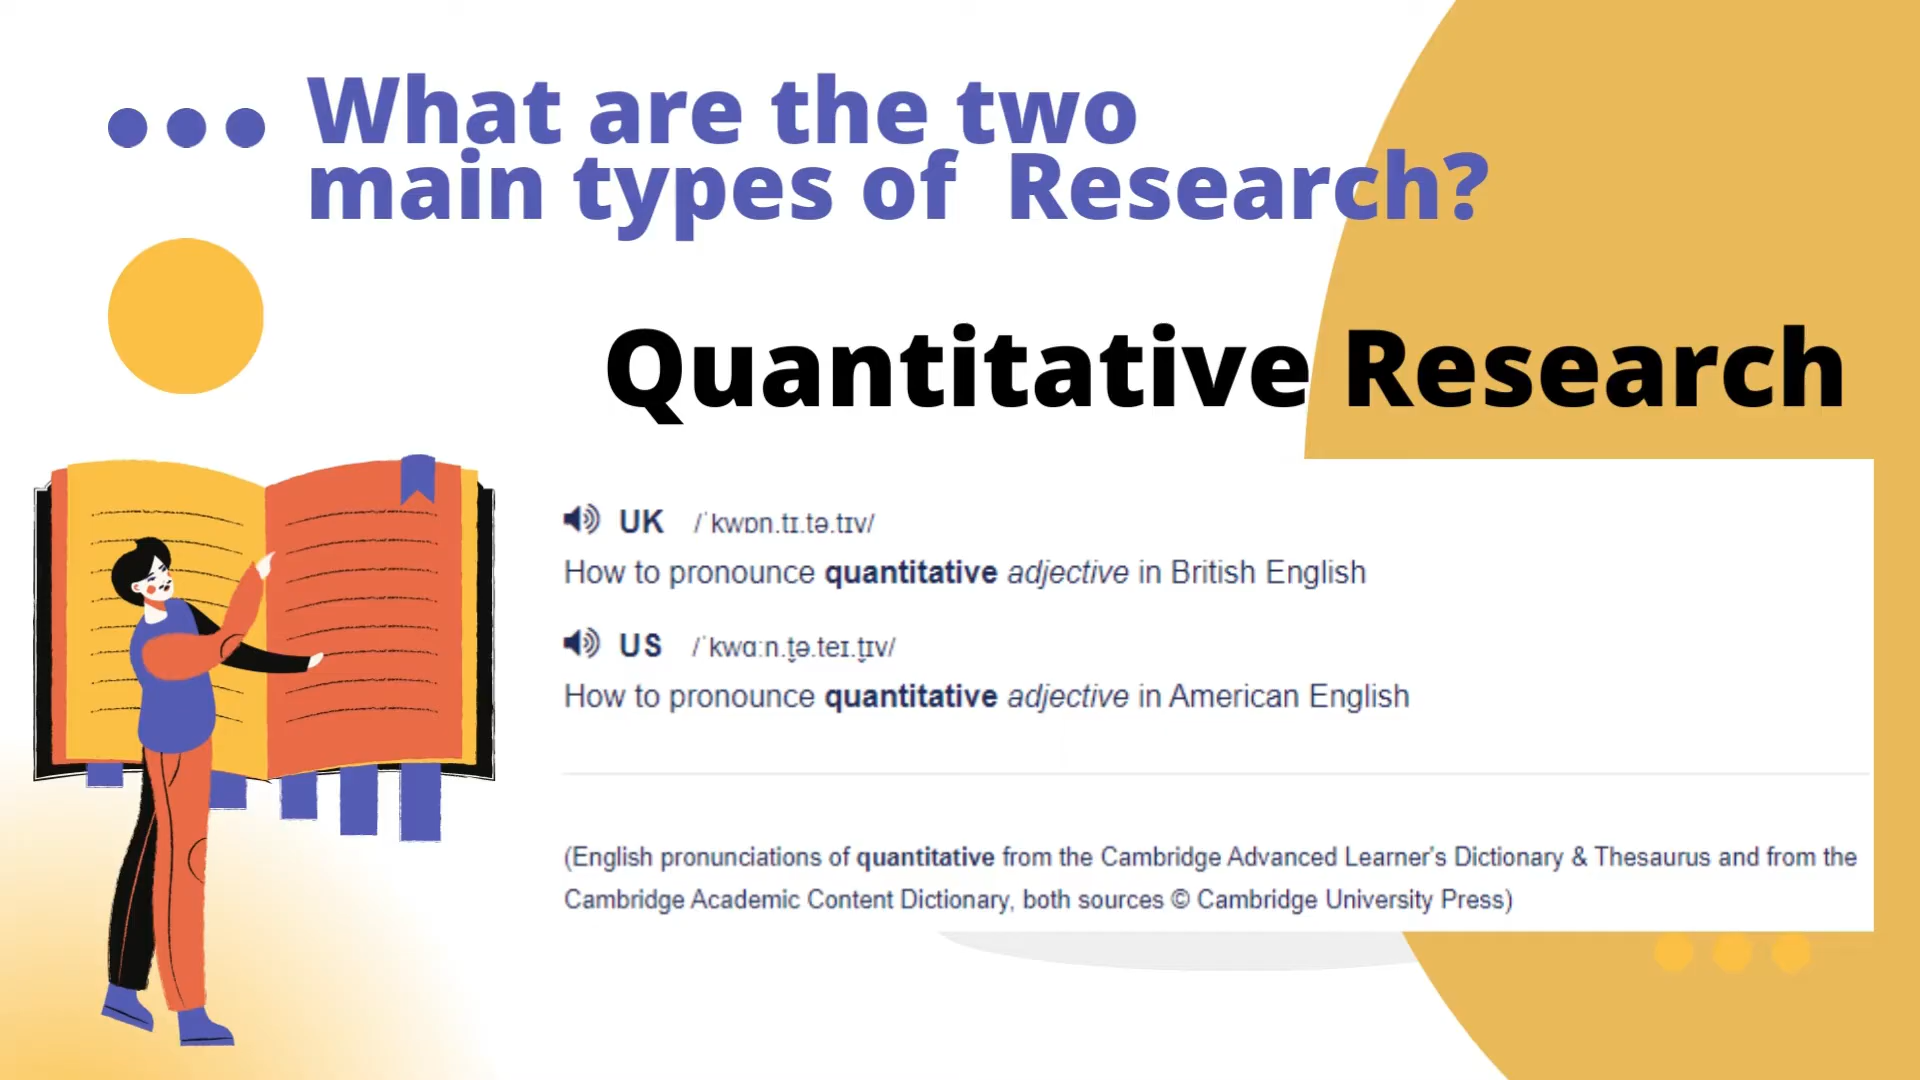 What are the two
main types of Research?
Quantitative Research
UK /ˈkwɒn.tɪ.tə.tɪv/
How to pronounce quantitative adjective in British English
US /ˈkwɑːn.t̬ə.teɪ.t̬ɪv/
How to pronounce quantitative adjective in American English
(English pronunciations of quantitative from the Cambridge Advanced Learner's Dictionary & Thesaurus and from the
Cambridge Academic Content Dictionary, both sources © Cambridge University Press)